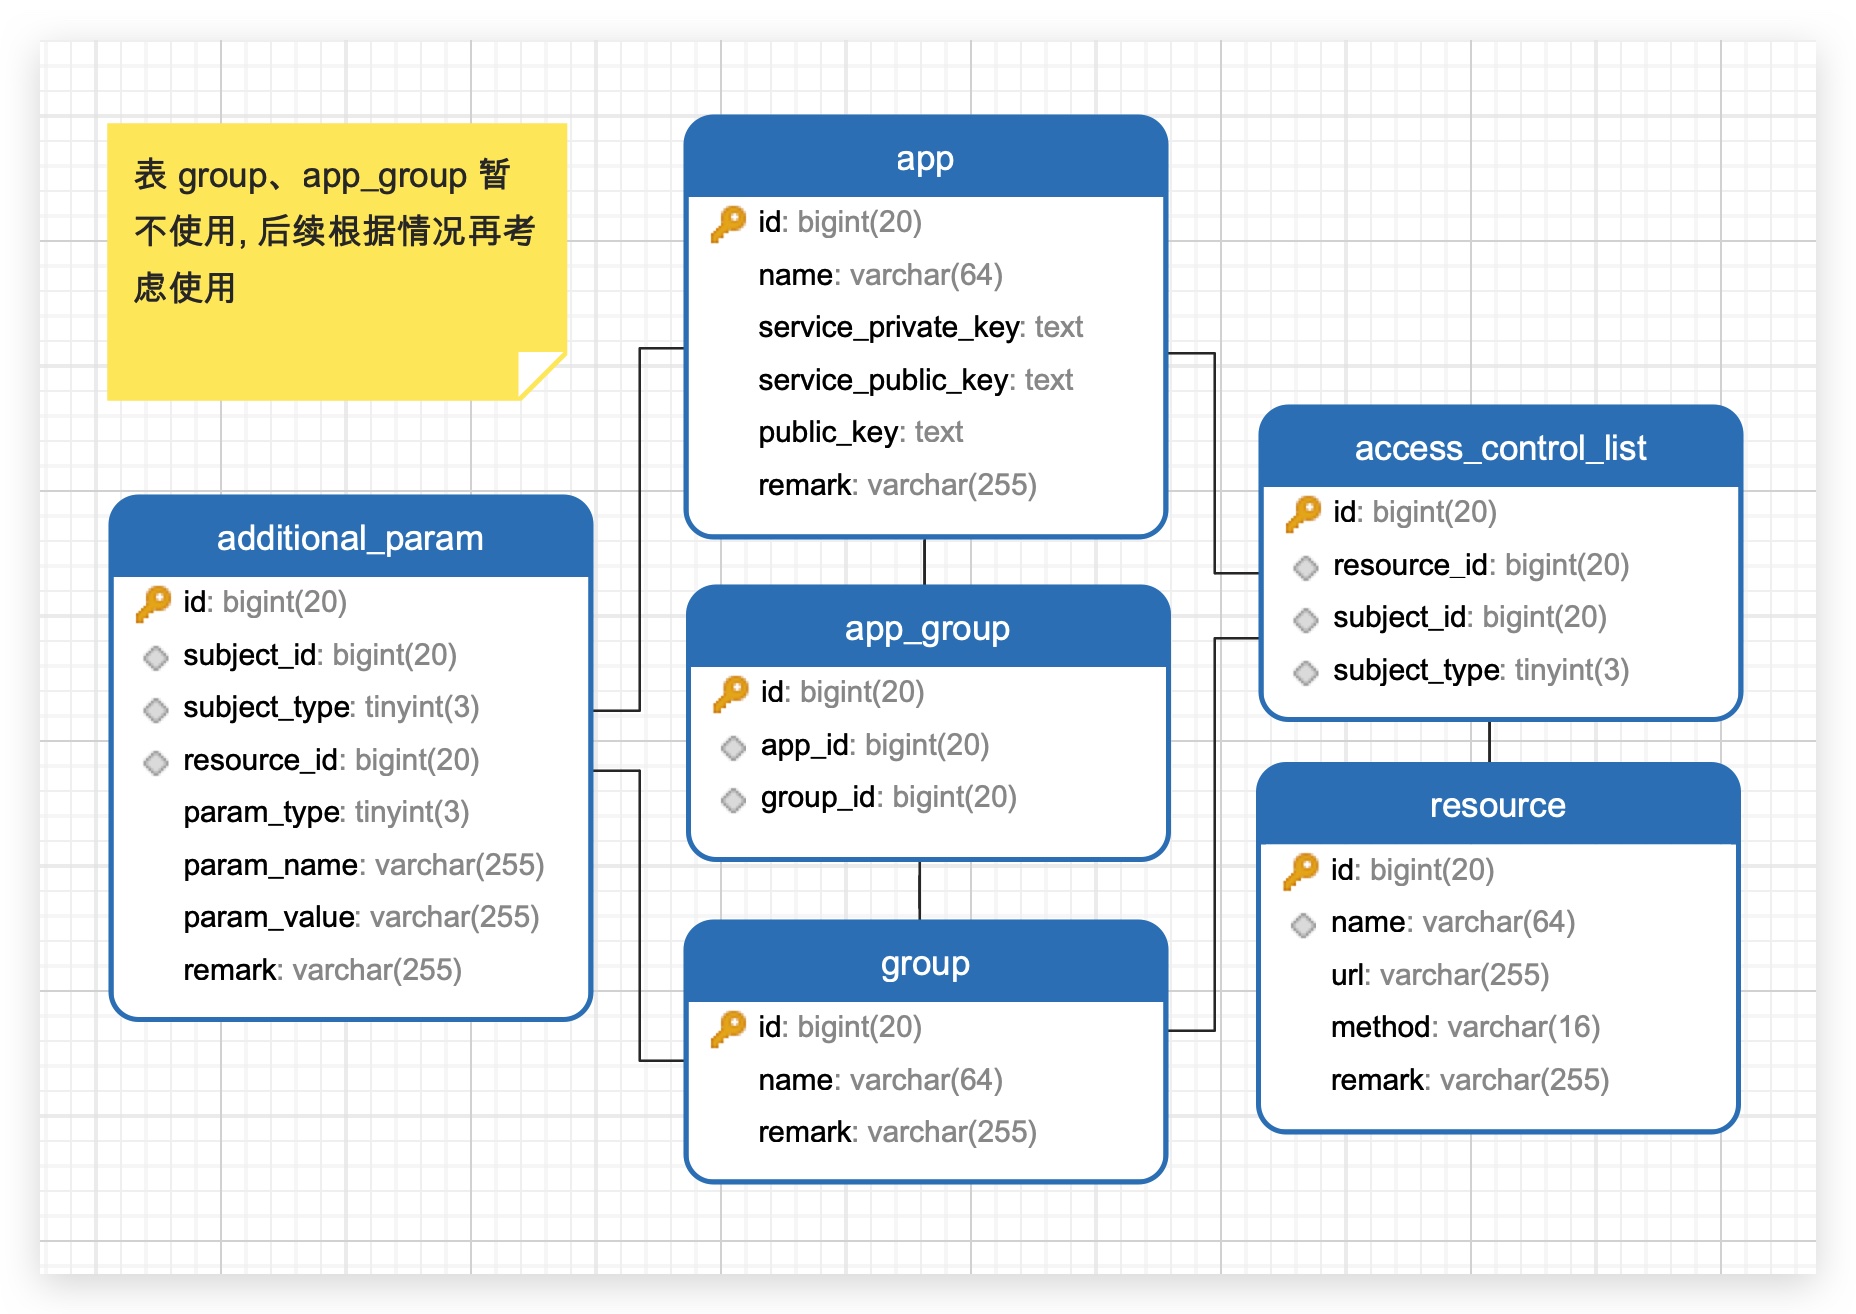 表 group、app_group 暂
不使用, 后续根据情况再考
虑使用
app
id: bigint(20)
name: varchar(64)
service_private_key: text
service_public_key: text
public_key: text
remark: varchar(255)
additional_param
id: bigint(20)
subject_id: bigint(20)
subject_type: tinyint(3)
resource_id: bigint(20)
param_type: tinyint(3)
param_name: varchar(255)
param_value: varchar(255)
remark: varchar(255)
app_group
id: bigint(20)
app_id: bigint(20)
group_id: bigint(20)
group
id: bigint(20)
name: varchar(64)
remark: varchar(255)
access_control_list
id: bigint(20)
resource_id: bigint(20)
subject_id: bigint(20)
subject_type: tinyint(3)
resource
id: bigint(20)
name: varchar(64)
url: varchar(255)
method: varchar(16)
remark: varchar(255)